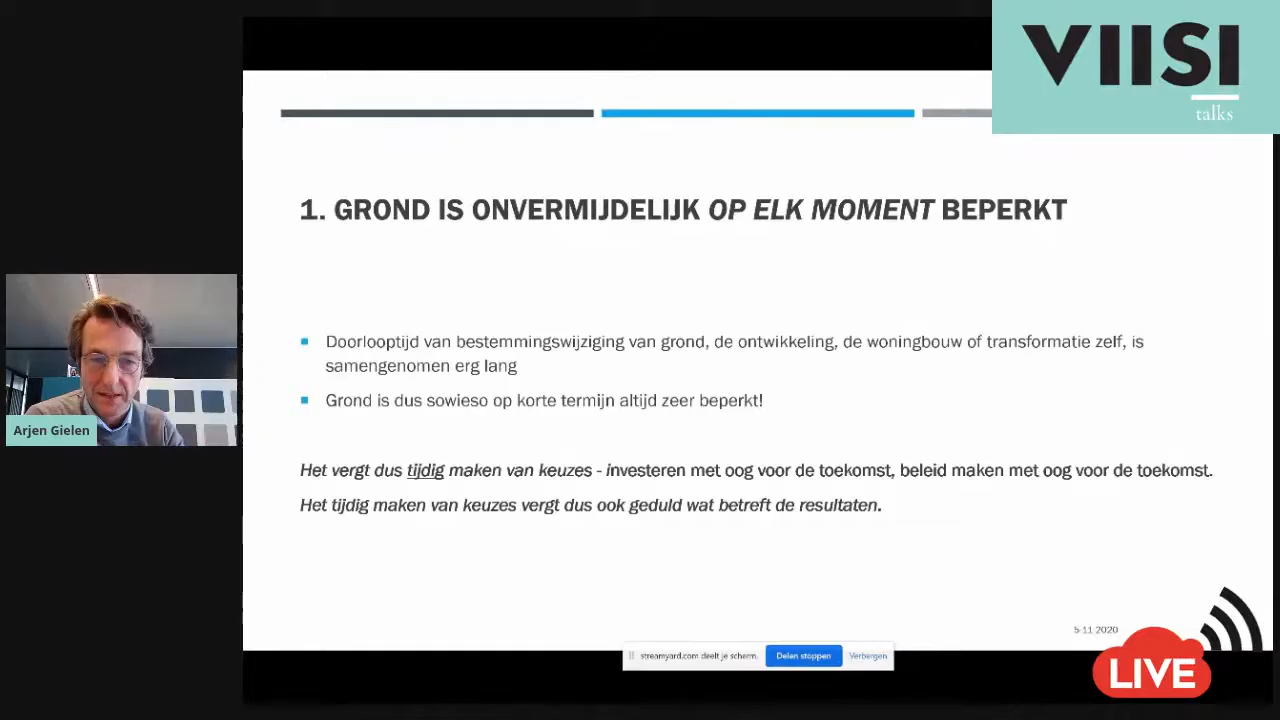 VIISI
talks
1. GROND IS ONVERMIJDELIJK OP ELK MOMENT BEPERKT
Doorlooptijd van bestemmingswijziging van grond, de ontwikkeling, de woningbouw of transformatie zelf, is
samengenomen erg lang
Grond is dus sowieso op korte termijn altijd zeer beperkt!
Arjen Gielen
Het vergt dus tijdig maken van keuzes - investeren met oog voor de toekomst, beleid maken met oog voor de toekomst.
Het tijdig maken van keuzes vergt dus ook geduld wat betreft de resultaten.
5-11 2020
streamyard.com deelt je scherm.
Delen stoppen
Verbergen
LIVE